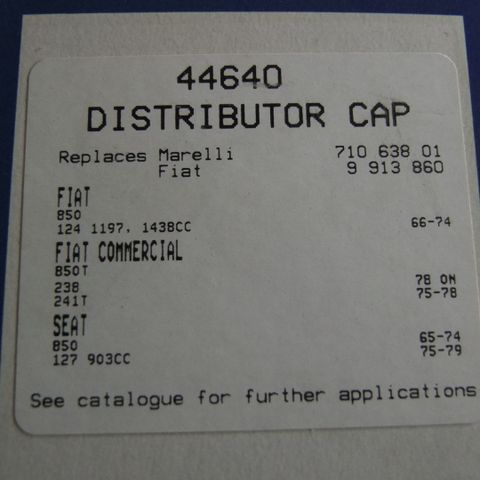 44640
DISTRIBUTOR CAP
Replaces Marelli 710 638 01
Fiat 9 913 860
FIAT
850
124 1197, 1438CC 66-74
FIAT COMMERCIAL
850T
238 78 ON
241T 75-78
SEAT
850 65-74
127 903CC 75-79
See catalogue for further applications